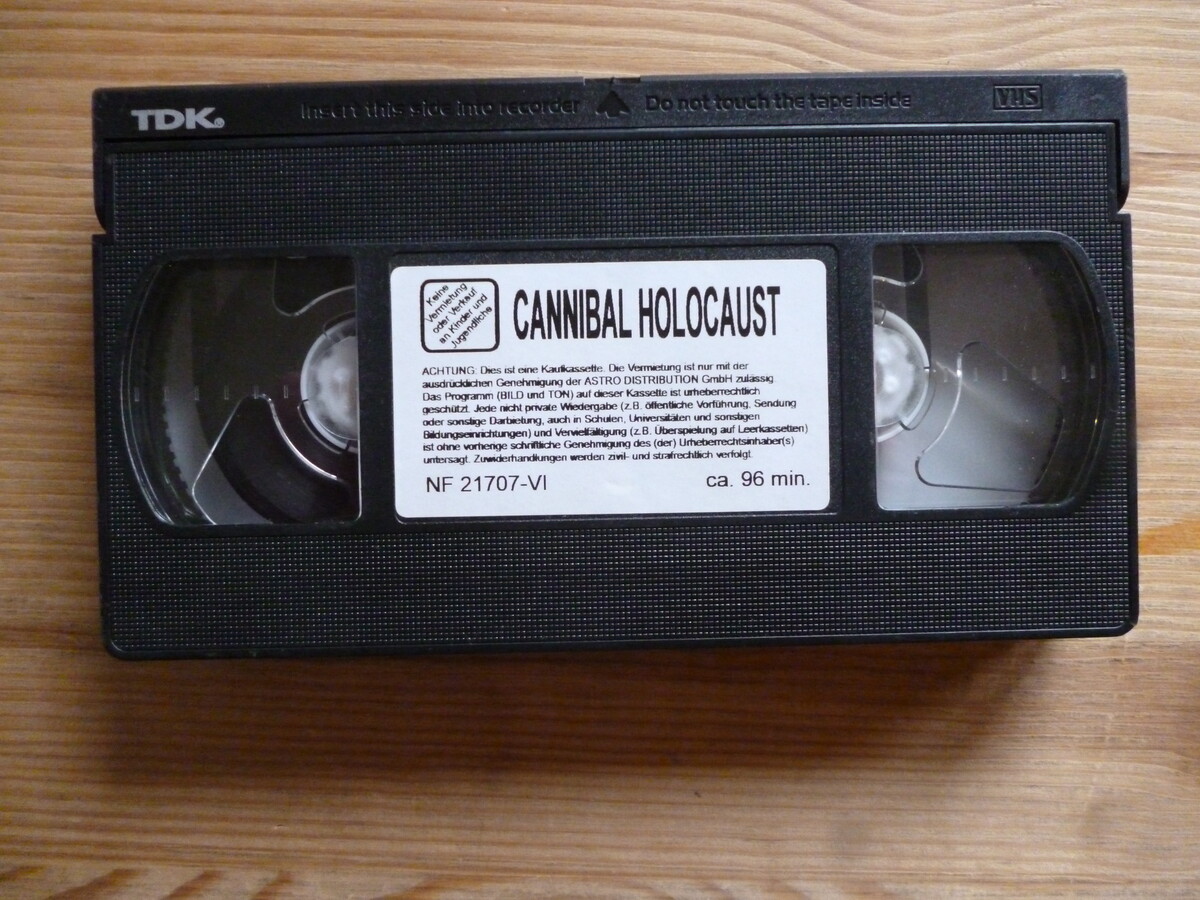 TDK®
Insert this side into recorder
Do not touch the tape inside
VHS
Keine
Vermietung
oder Verkauf
an Kinder und
Jugendliche
CANNIBAL HOLOCAUST
ACHTUNG: Dies ist eine Kaufkassette. Die Vermietung ist nur mit der
ausdrücklichen Genehmigung der ASTRO DISTRIBUTION GmbH zulässig
Das Programm (BILD und TON) auf dieser Kassette ist urheberrechtlich
geschützt. Jede nicht private Wiedergabe (z.B. öffentliche Vorführung, Sendung
oder sonstige Darbietung, auch in Schulen, Universitäten und sonstigen
Bildungseinrichtungen) und Vervielfältigung (z.B. Überspielung auf Leerkassetten)
ist ohne vorherige schriftliche Genehmigung des (der) Urheberrechtsinhaber(s)
untersagt. Zuwiderhandlungen werden zivil- und strafrechtlich verfolgt.
NF 21707-VI
ca. 96 min.